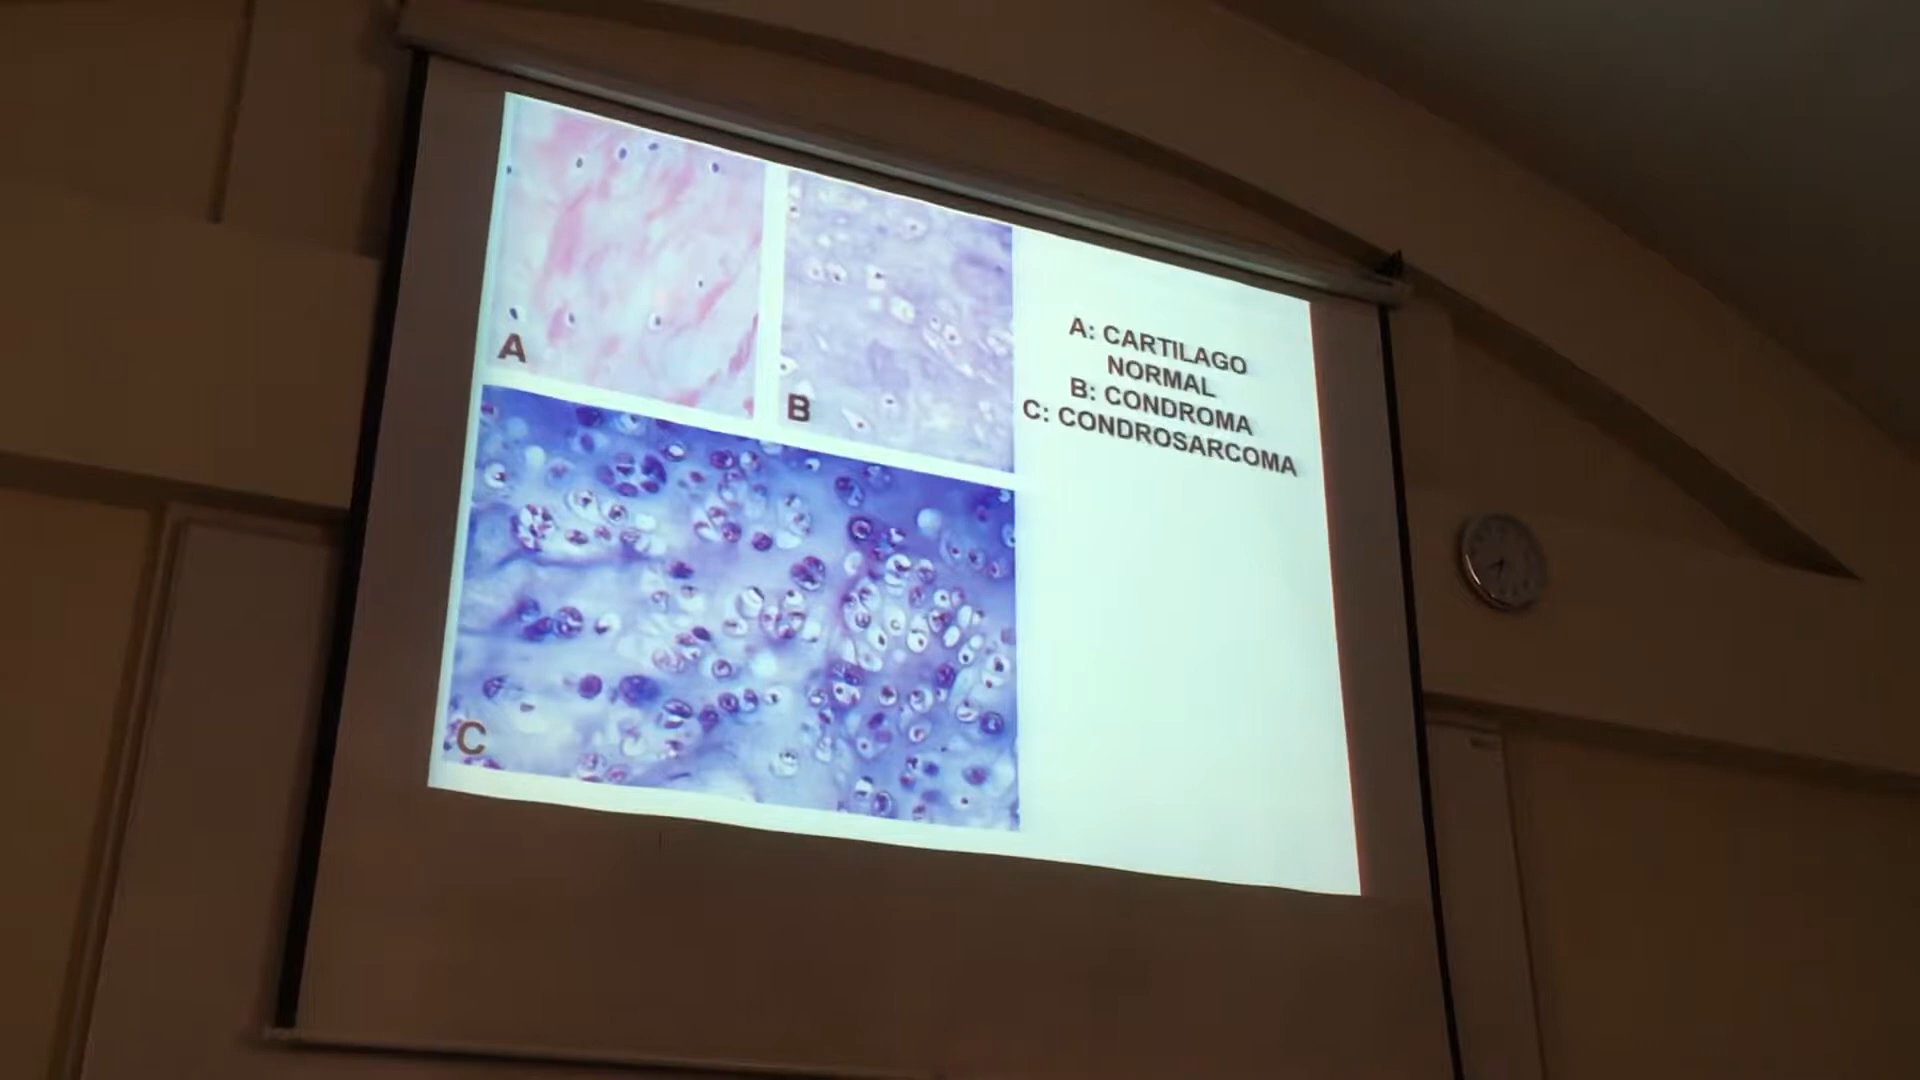 A
B
C
A: CARTILAGO
NORMAL
B: CONDROMA
C: CONDROSARCOMA